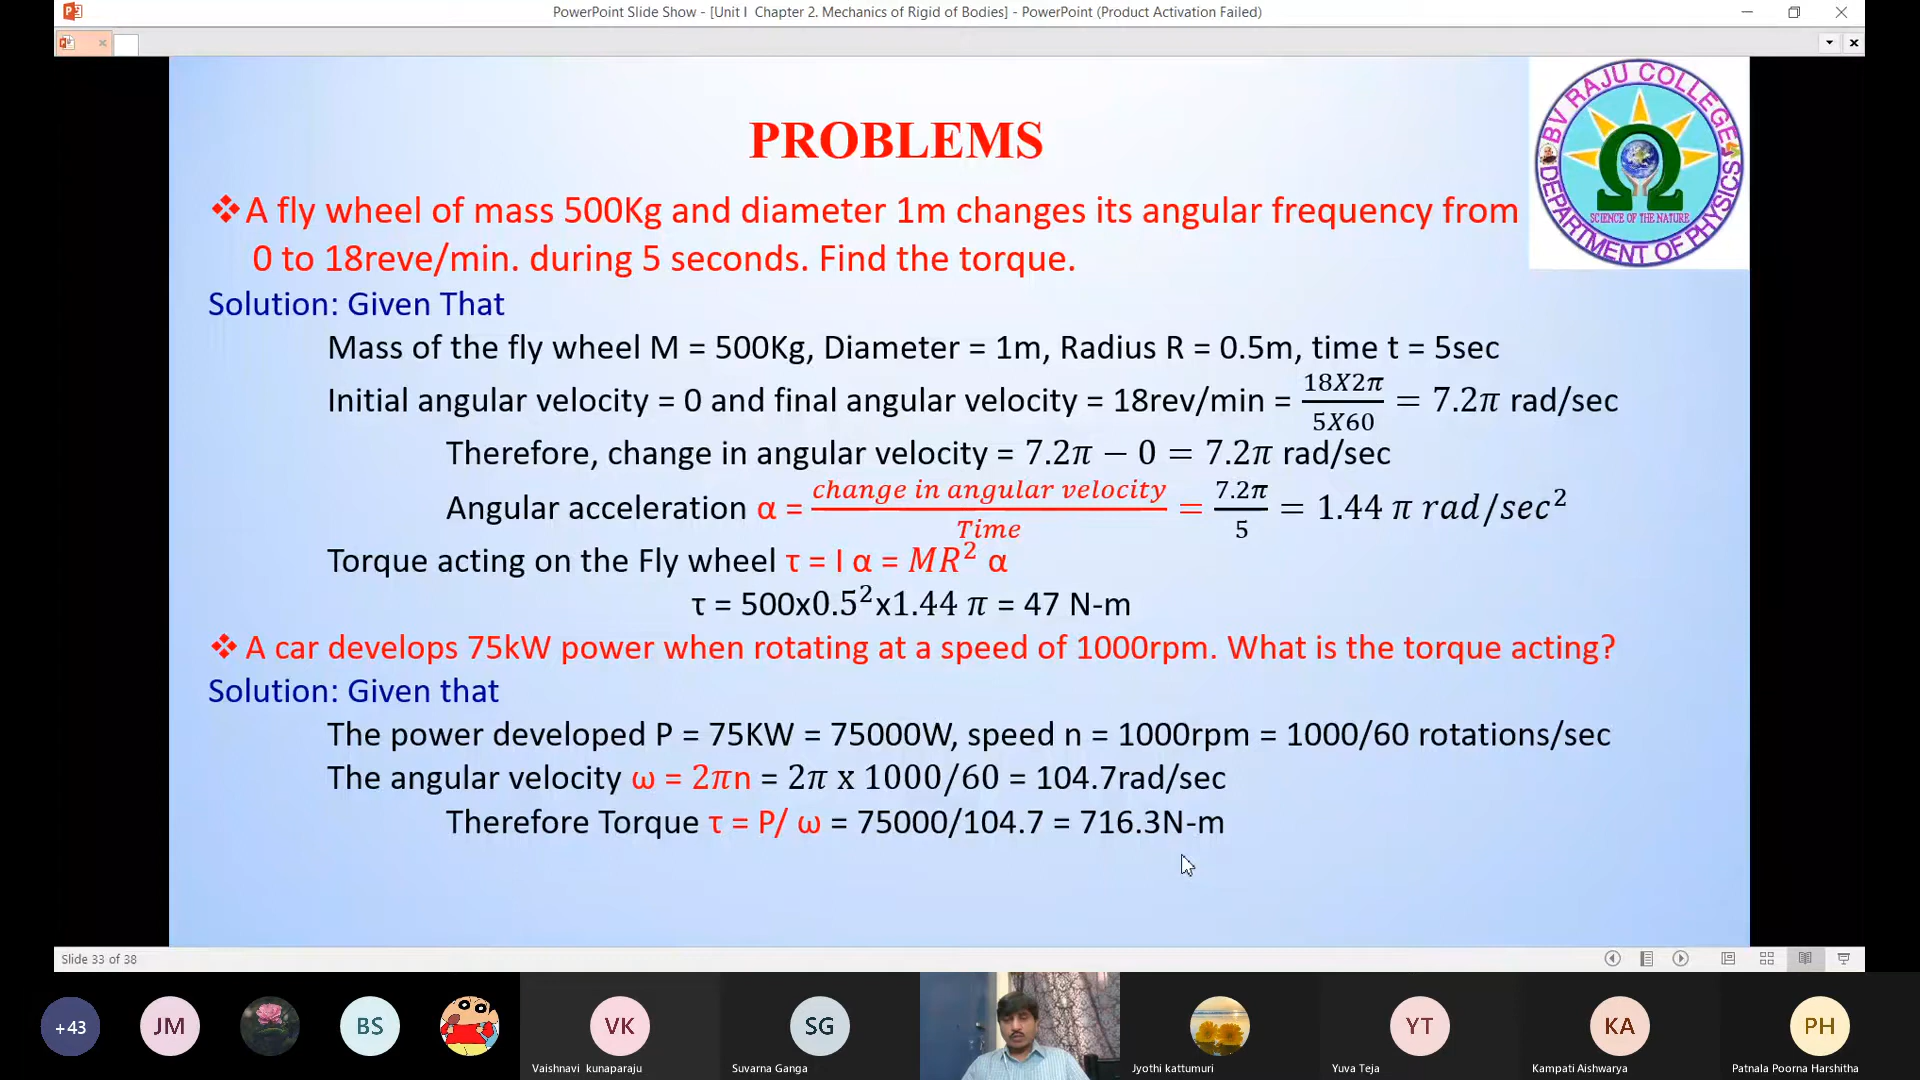 PowerPoint Slide Show - [Unit I Chapter 2. Mechanics of Rigid of Bodies] - PowerPoint (Product Activation Failed)
PROBLEMS
❖A fly wheel of mass 500Kg and diameter 1m changes its angular frequency from
0 to 18reve/min. during 5 seconds. Find the torque.
Solution: Given That
Mass of the fly wheel M = 500Kg, Diameter = 1m, Radius R = 0.5m, time t = 5sec
Initial angular velocity = 0 and final angular velocity = 18rev/min = 18X2π/5X60 = 7.2π rad/sec
Therefore, change in angular velocity = 7.2π − 0 = 7.2π rad/sec
Angular acceleration α = change in angular velocity/Time = 7.2π/5 = 1.44 π rad/sec²
Torque acting on the Fly wheel τ = I α = MR² α
τ = 500x0.5²x1.44 π = 47 N-m
❖ A car develops 75kW power when rotating at a speed of 1000rpm. What is the torque acting?
Solution: Given that
The power developed P = 75KW = 75000W, speed n = 1000rpm = 1000/60 rotations/sec
The angular velocity ω = 2πn = 2π x 1000/60 = 104.7rad/sec
Therefore Torque τ = P/ ω = 75000/104.7 = 716.3N-m
BV RAJU COLLEGE
Ω
SCIENCE OF THE NATURE
DEPARTMENT OF PHYSICS
Slide 33 of 38
+43
JM
BS
VK
SG
YT
KA
PH
Vaishnavi kunaparaju
Suvarna Ganga
Jyothi kattumuri
Yuva Teja
Kampati Aishwarya
Patnala Poorna Harshitha